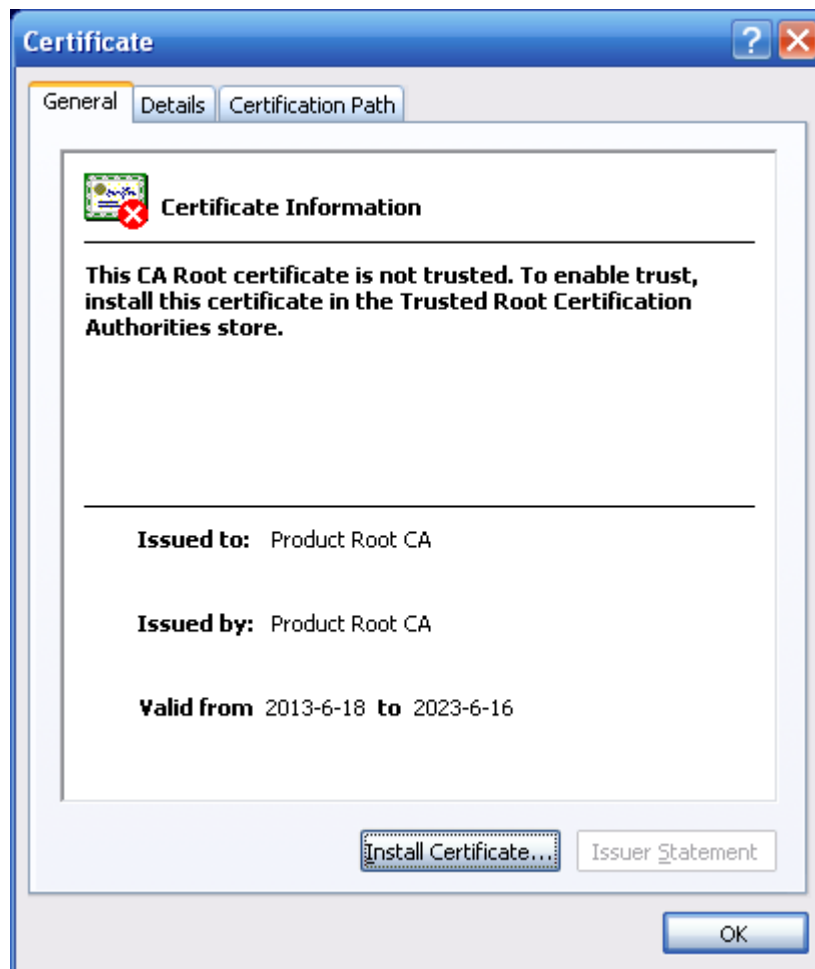 Certificate
General Details Certification Path
Certificate Information
This CA Root certificate is not trusted. To enable trust,
install this certificate in the Trusted Root Certification
Authorities store.
Issued to: Product Root CA
Issued by: Product Root CA
Valid from 2013-6-18 to 2023-6-16
Install Certificate... Issuer Statement
OK